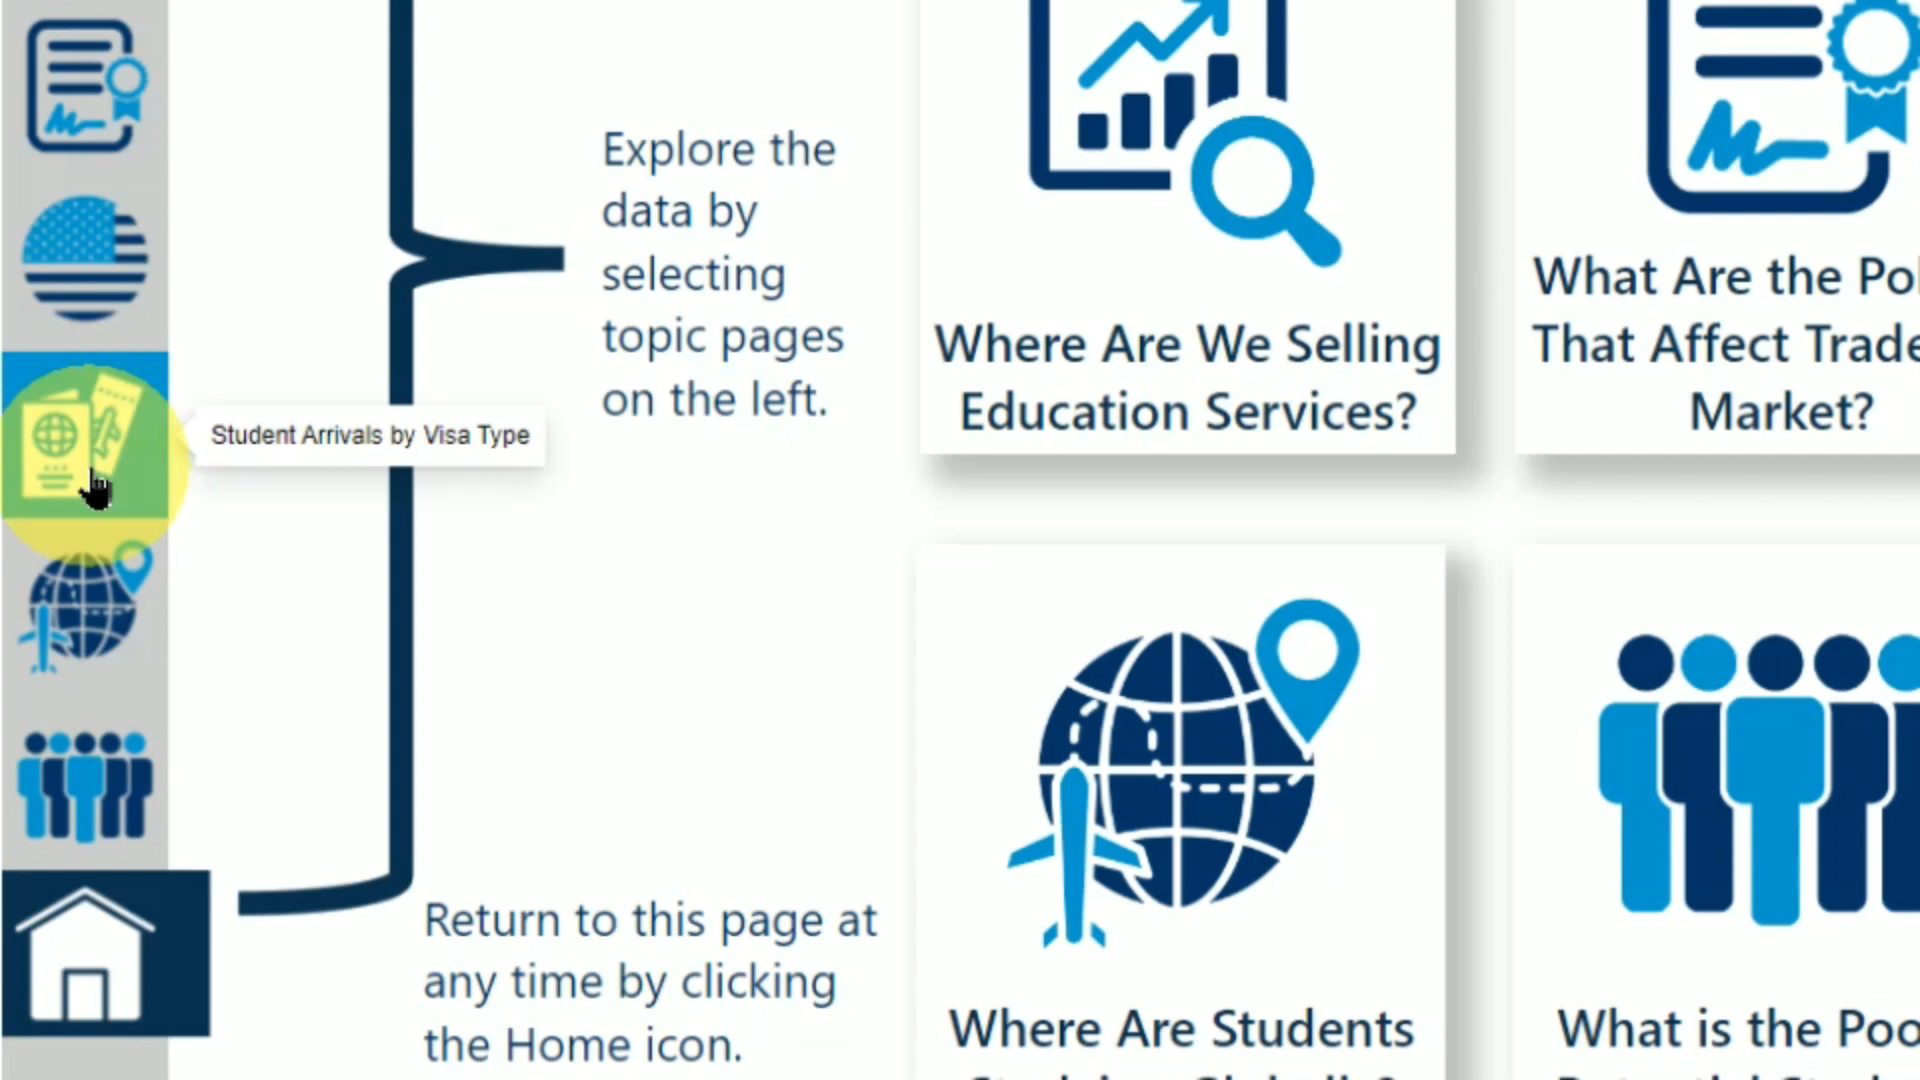 Explore the
data by
selecting
topic pages
on the left.
Student Arrivals by Visa Type
Return to this page at
any time by clicking
the Home icon.
Where Are We Selling
Education Services?
What Are the Pol
That Affect Trade
Market?
Where Are Students
What is the Poo